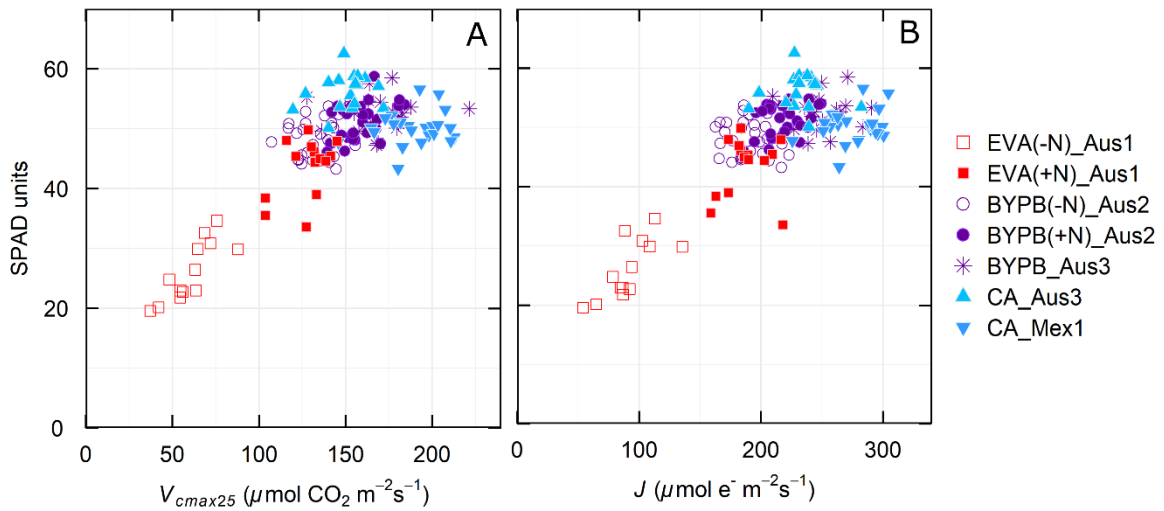 A
B
60
40
20
0
SPAD units
0 50 100 150 200
0 100 200 300
V_cmax25 (µmol CO₂ m⁻²s⁻¹)
J (µmol e⁻ m⁻²s⁻¹)
EVA(-N)_Aus1
EVA(+N)_Aus1
BYPB(-N)_Aus2
BYPB(+N)_Aus2
BYPB_Aus3
CA_Aus3
CA_Mex1